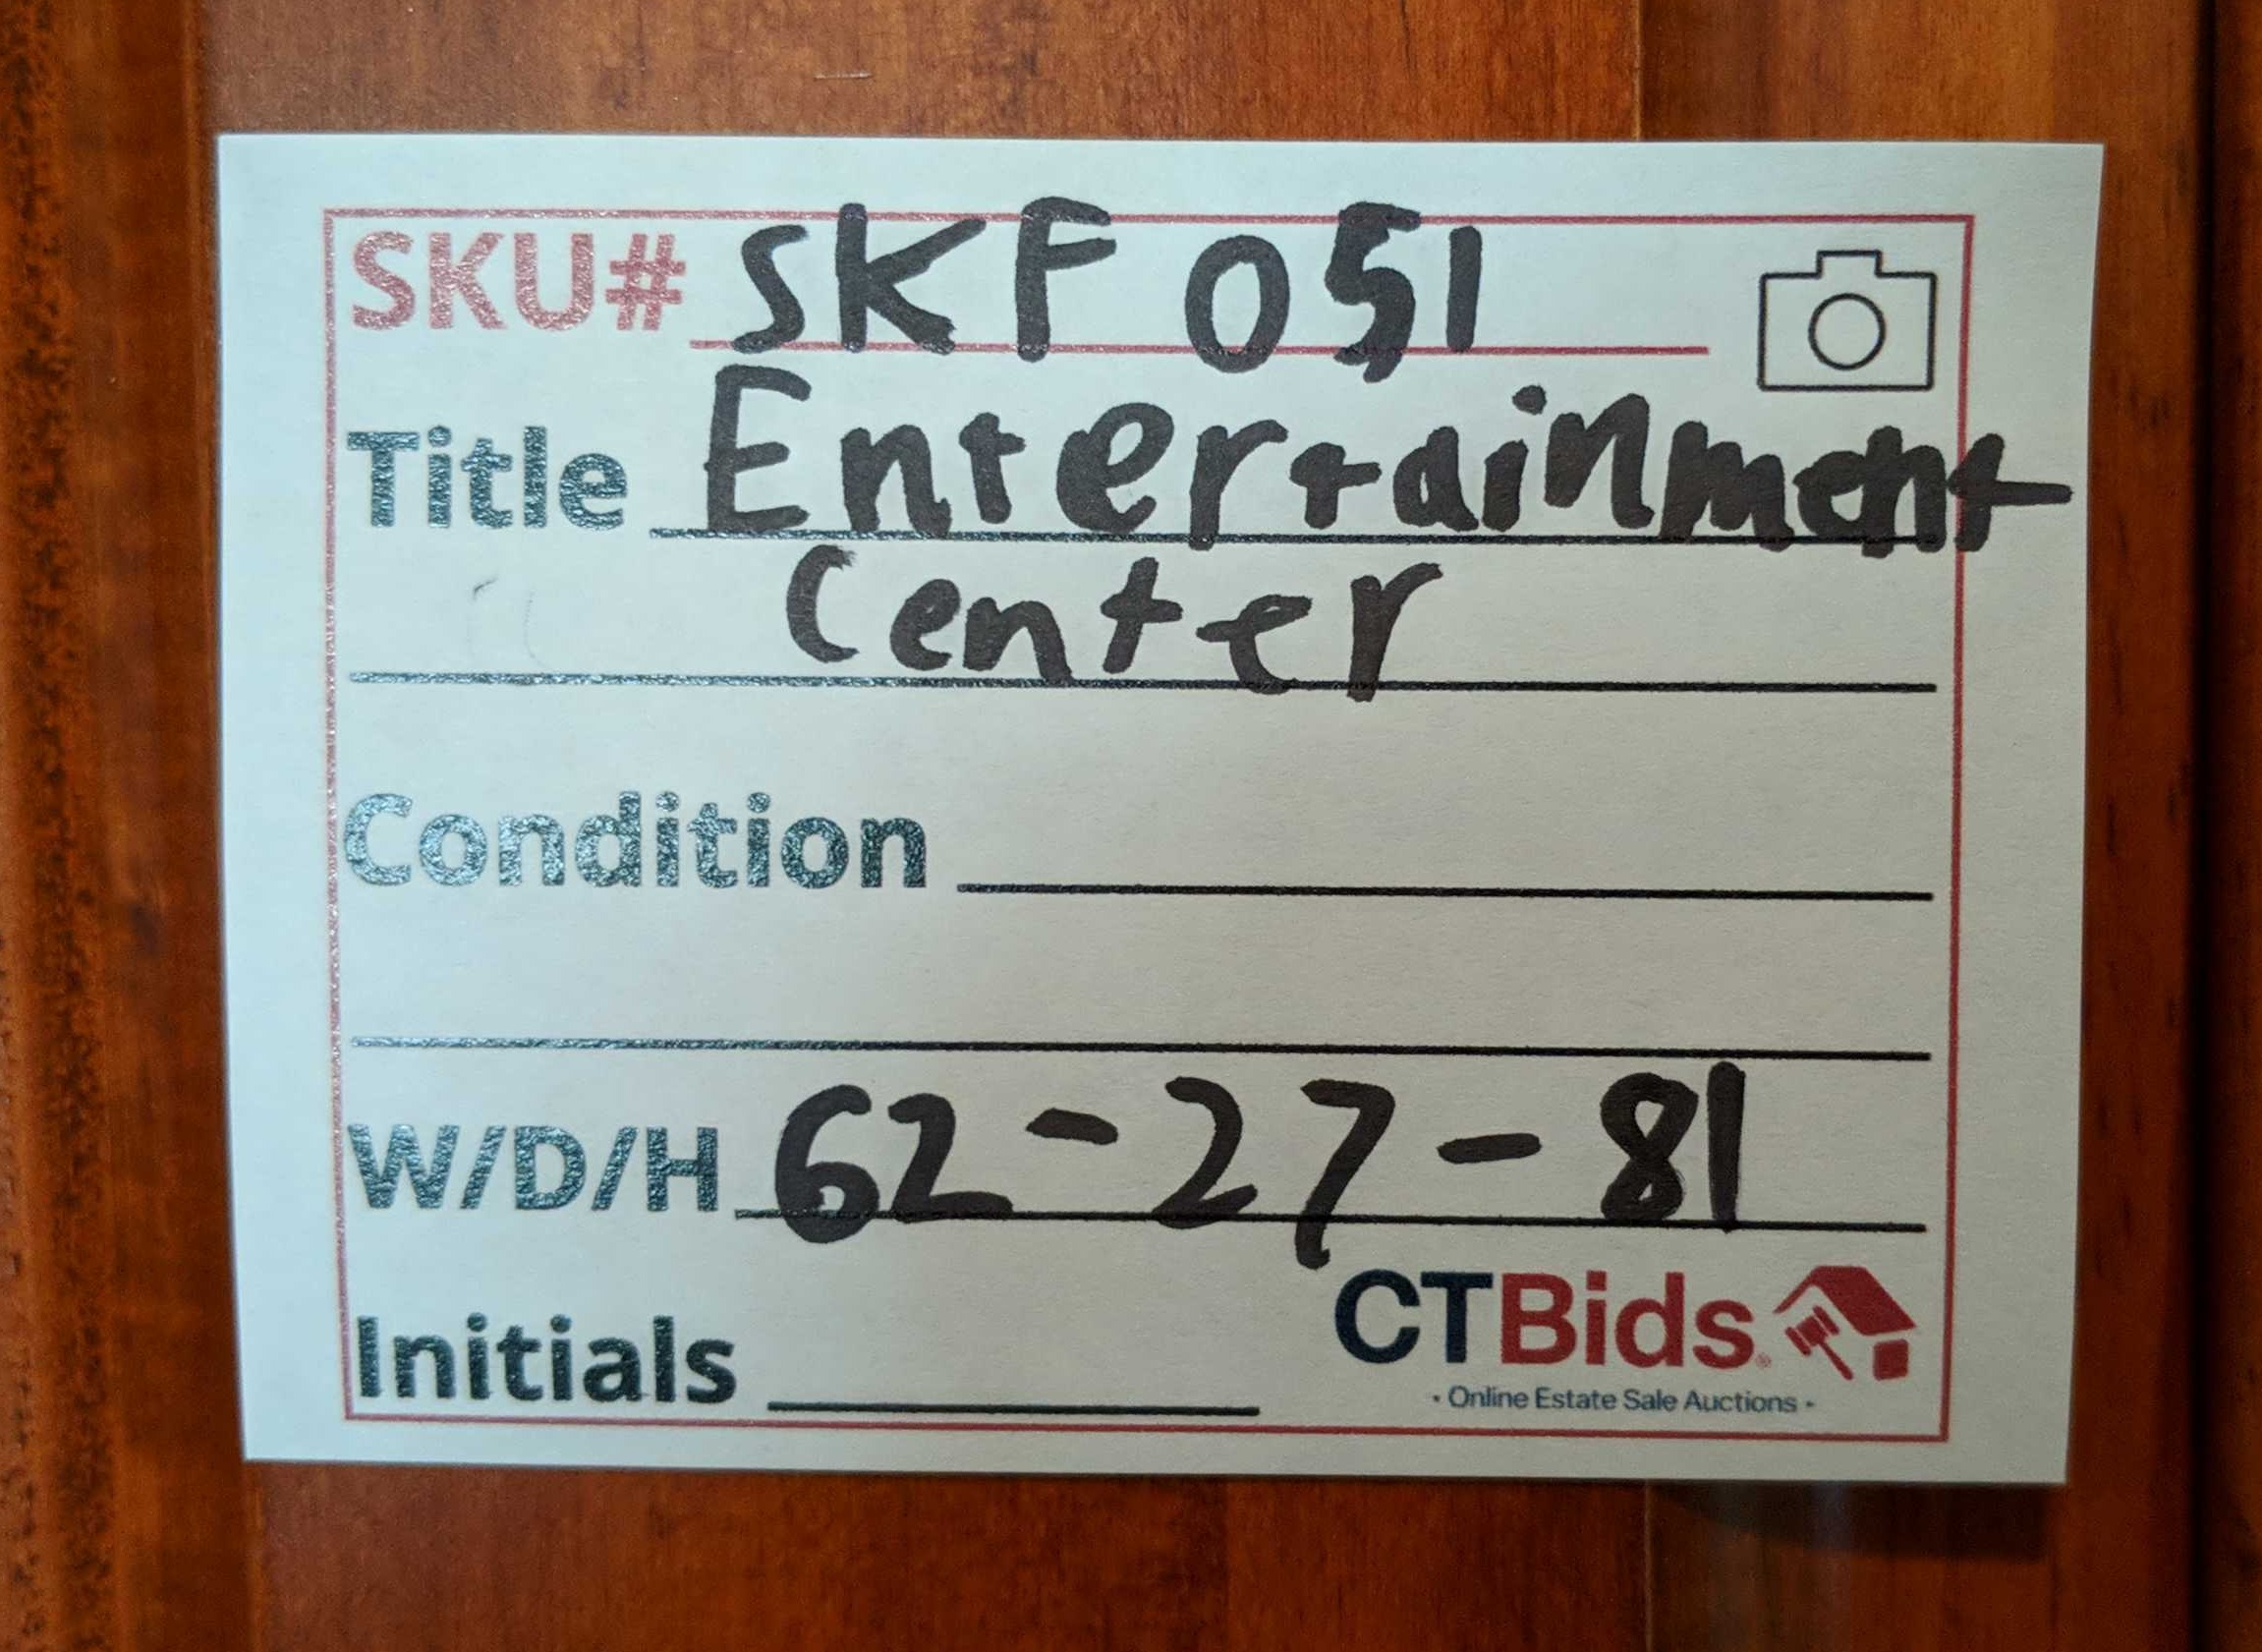 SKU# SKF 051
Title Entertainment
Center
Condition
W/D/H 62-27-81
Initials
CTBids®
• Online Estate Sale Auctions •